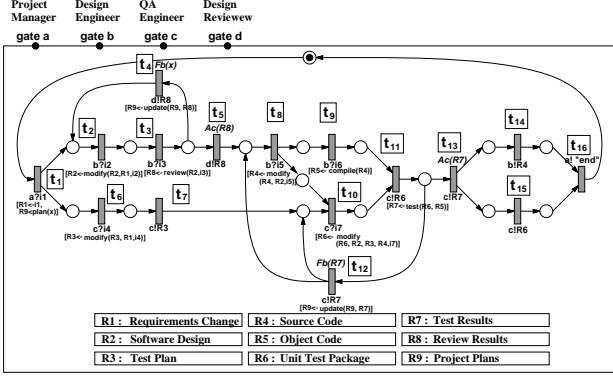 Project Manager
Design Engineer
QA Engineer
Design Reviewew
gate a
gate b
gate c
gate d
t4
Fb(x)
d!R8
[R9<-update(R9, R8)]
t2
b?i2
[R2<-modify(R2,R1,i2)]
t3
b?i3
[R8<-review(R2,i3)]
t5
Ac(R8)
d!R8
t8
b?i5
[R4<- modify
(R4, R2,i5)]
t9
b?i6
[R5<- compile(R4)]
t11
c!R6
[R7<-test(R6, R5)]
t13
Ac(R7)
c!R7
t14
b!R4
t16
a! "end"
t1
a?i1
[R1<-i1,
R9<plan(x)]
t6
c?i4
[R3<- modify(R3, R1,i4)]
t7
c!R3
t10
c?i7
[R6<- modify
(R6, R2, R3, R4,i7)]
t15
c!R6
Fb(R7)
t12
c!R7
[R9<- update(R9, R7)]
R1 : Requirements Change
R4 : Source Code
R7 : Test Results
R2 : Software Design
R5 : Object Code
R8 : Review Results
R3 : Test Plan
R6 : Unit Test Package
R9 : Project Plans